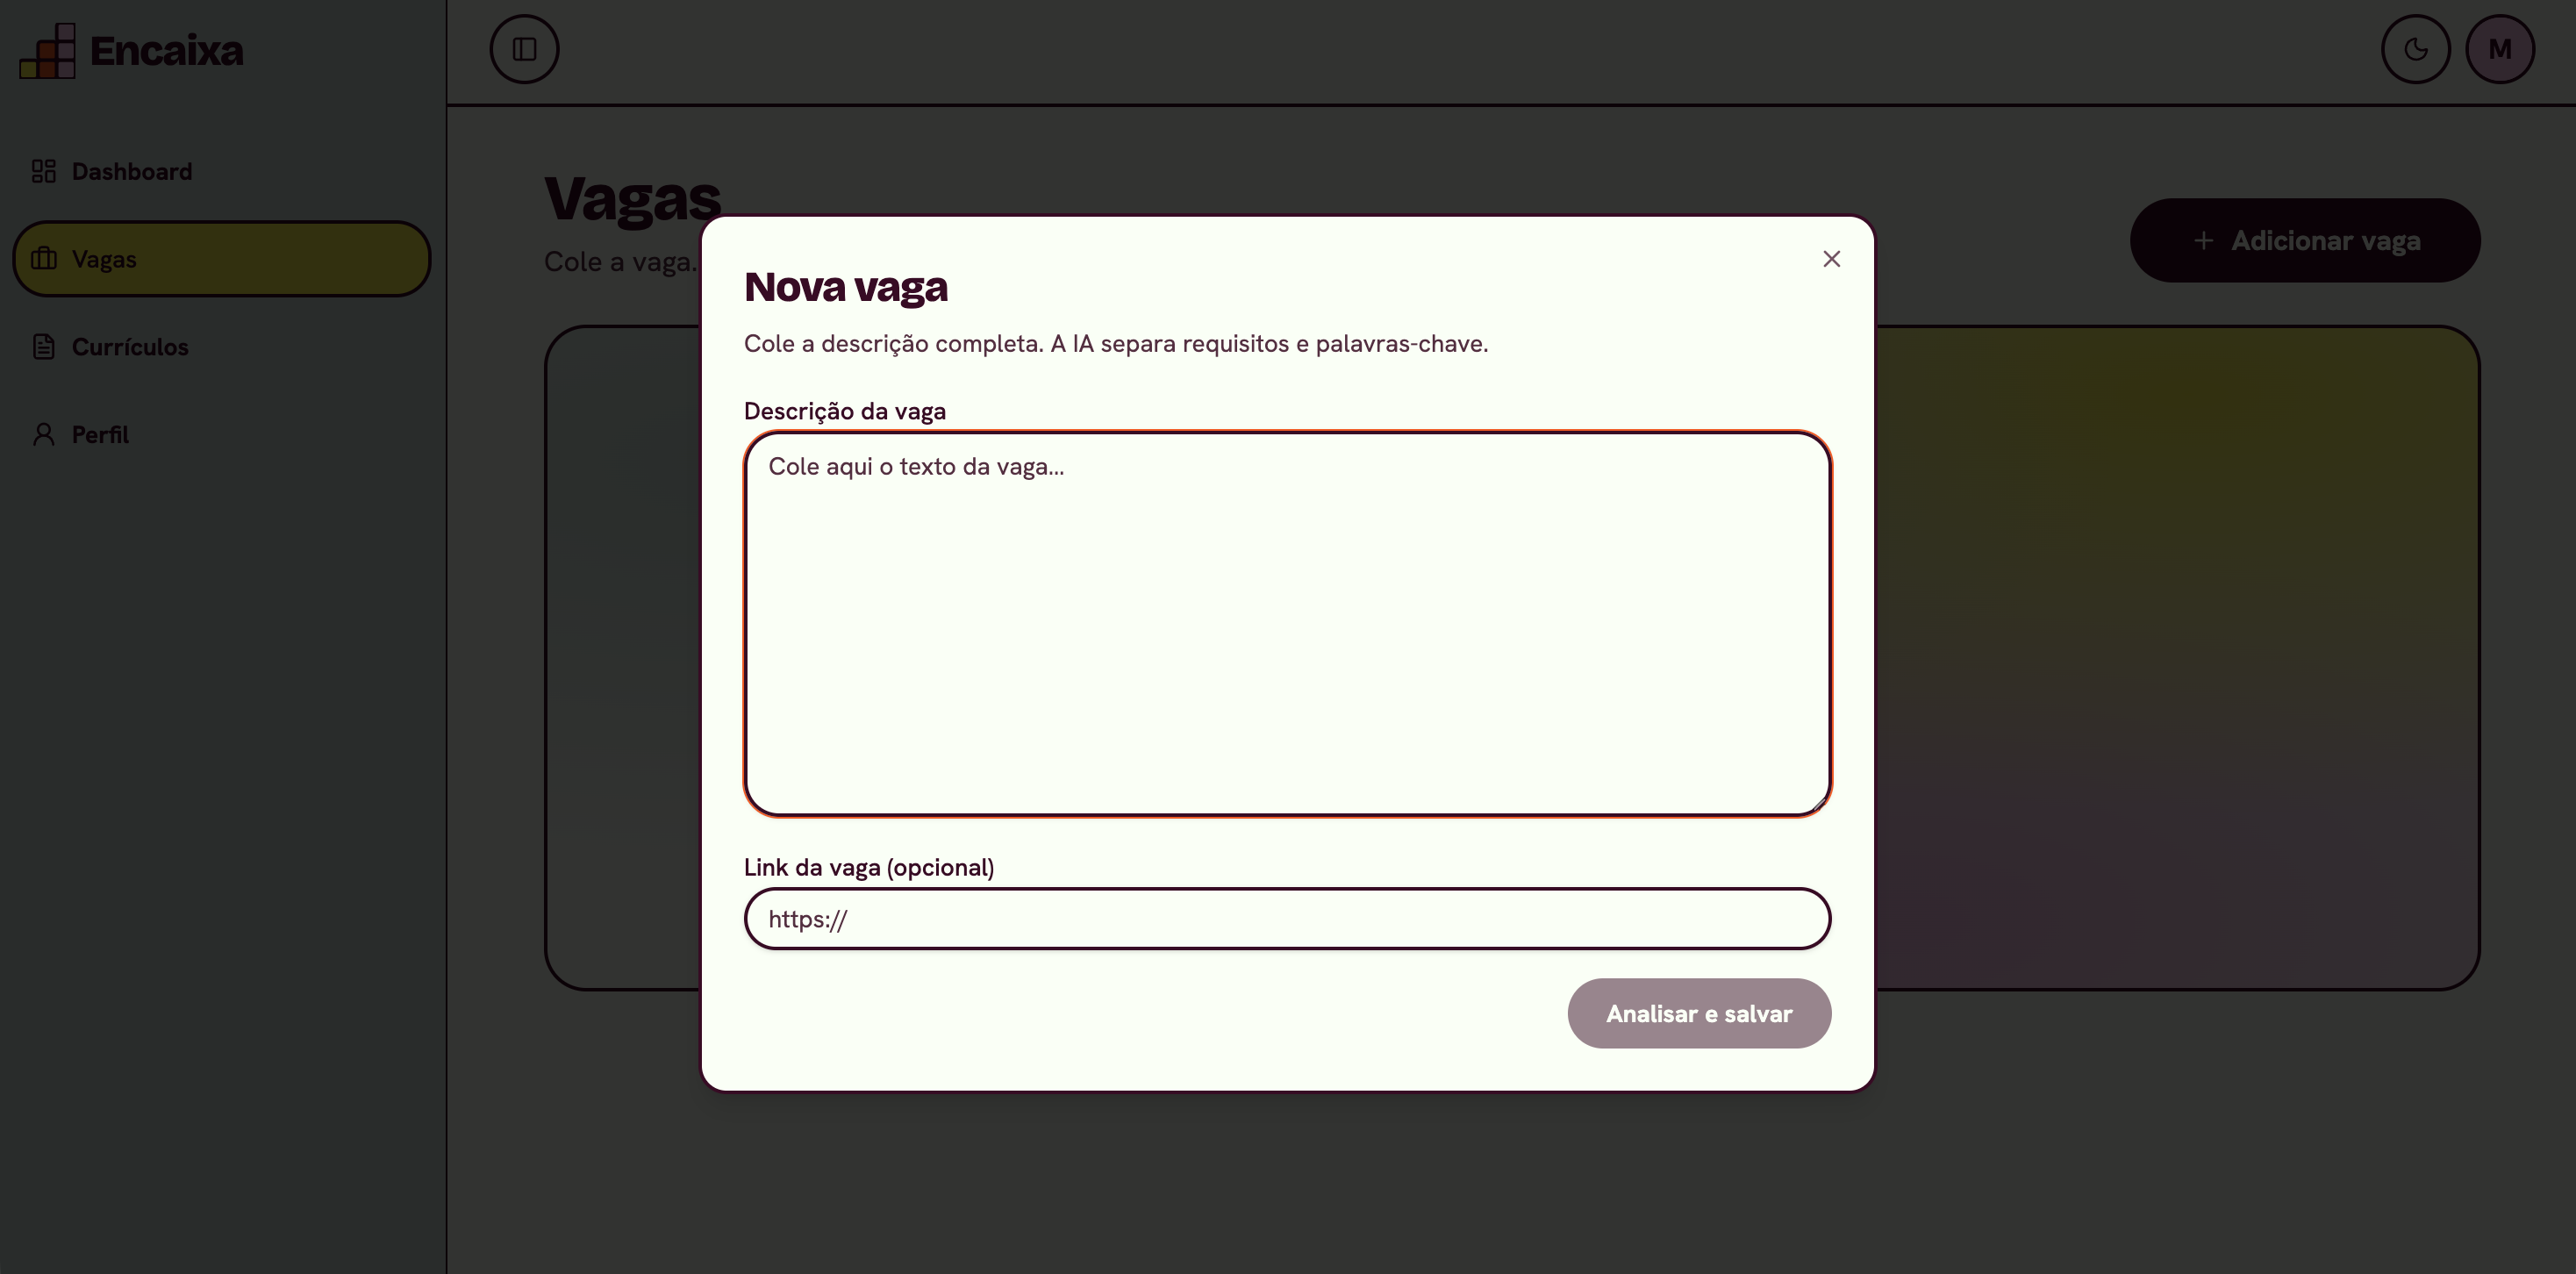 Encaixa
M
Dashboard
Vagas
Currículos
Perfil
Vagas
Cole a vaga.
Adicionar vaga
Nova vaga
Cole a descrição completa. A IA separa requisitos e palavras-chave.
Descrição da vaga
Cole aqui o texto da vaga...
Link da vaga (opcional)
https://
Analisar e salvar